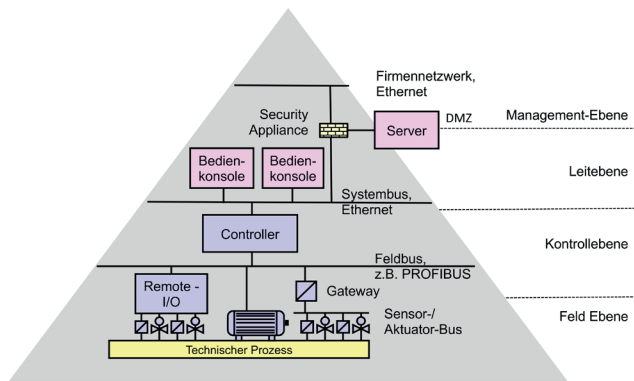 Firmennetzwerk,
Ethernet
Security
Appliance
Server
DMZ
Management-Ebene
Bedien-
konsole
Bedien-
konsole
Leitebene
Systembus,
Ethernet
Controller
Kontrollebene
Feldbus,
z.B. PROFIBUS
Remote -
I/O
Gateway
Sensor-/
Aktuator-Bus
Feld Ebene
Technischer Prozess